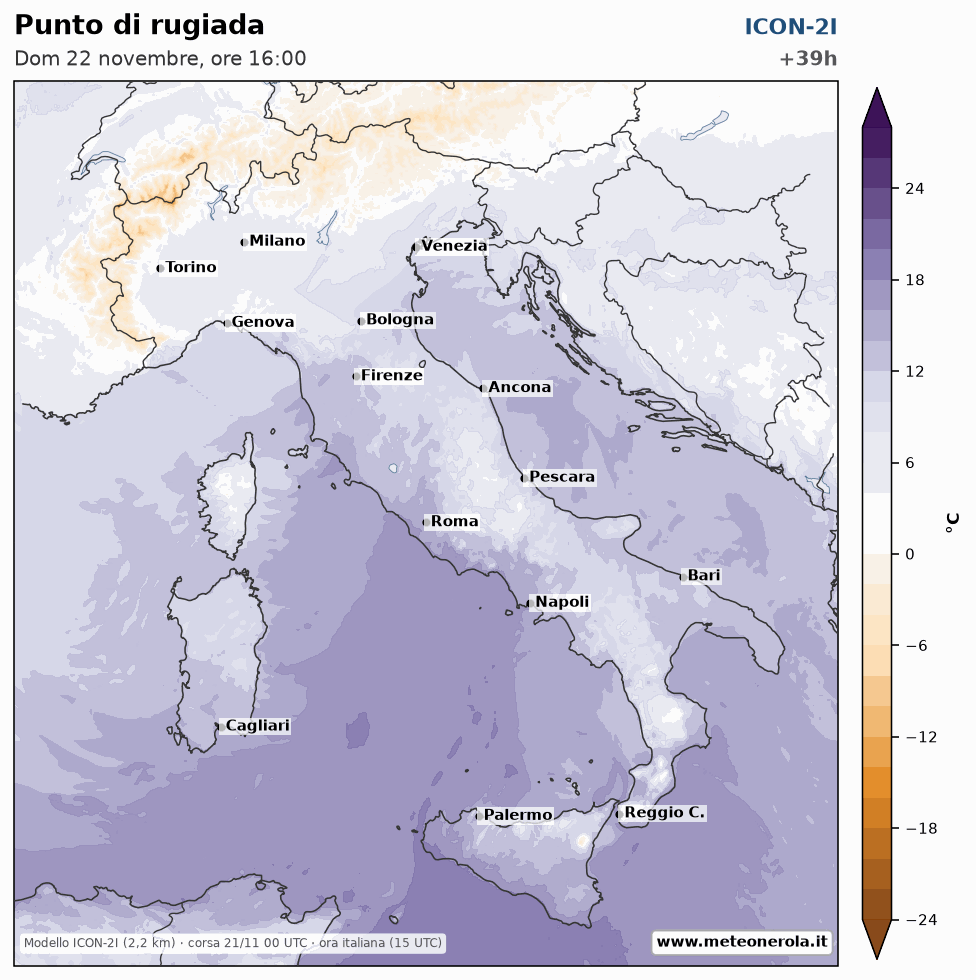 Punto di rugiada
ICON-2I
Dom 22 novembre, ore 16:00
+39h
Milano
Venezia
Torino
Genova
Bologna
Firenze
Ancona
Pescara
Roma
Bari
Napoli
Cagliari
Palermo
Reggio C.
24
18
12
6
0
−6
−12
−18
−24
°C
Modello ICON-2I (2,2 km) · corsa 21/11 00 UTC · ora italiana (15 UTC)
www.meteonerola.it